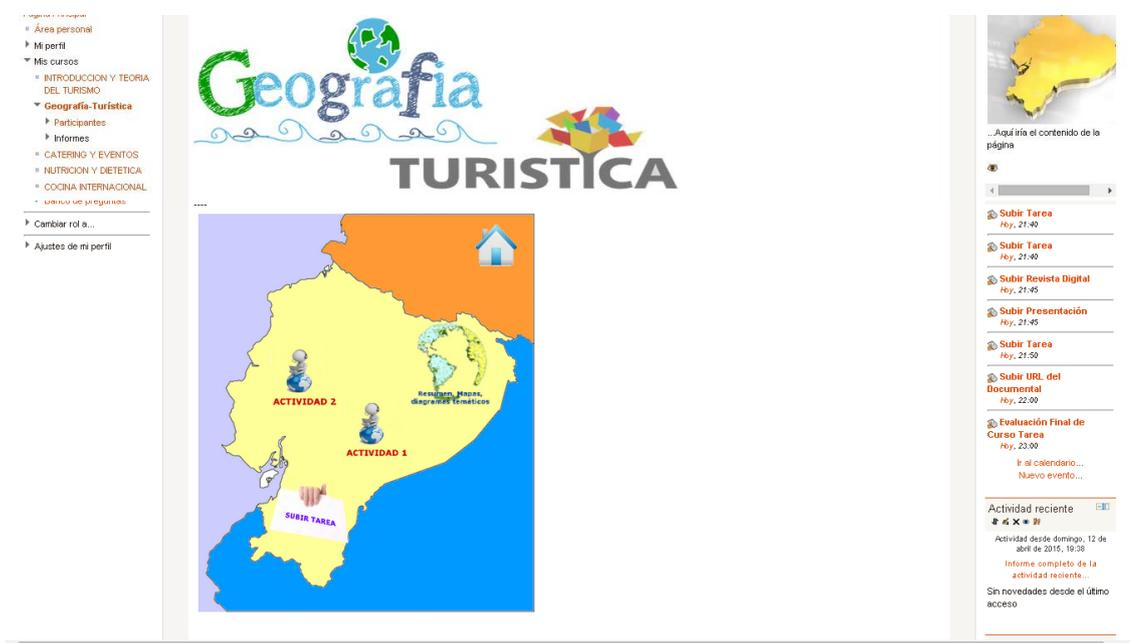 Página Principal
Área personal
Mi perfil
Mis cursos
INTRODUCCION Y TEORIA
DEL TURISMO
Geografía-Turística
Participantes
Informes
CATERING Y EVENTOS
NUTRICION Y DIETETICA
COCINA INTERNACIONAL
Banco de preguntas
Cambiar rol a...
Ajustes de mi perfil
Geografia
TURISTICA
----
ACTIVIDAD 2
Resumen, Mapas,
diagramas temáticos
ACTIVIDAD 1
SUBIR TAREA
...Aquí iría el contenido de la
página
Subir Tarea
Hoy, 21:40
Subir Tarea
Hoy, 21:40
Subir Revista Digital
Hoy, 21:45
Subir Presentación
Hoy, 21:45
Subir Tarea
Hoy, 21:50
Subir URL del
Documental
Hoy, 22:00
Evaluación Final de
Curso Tarea
Hoy, 23:00
Ir al calendario...
Nuevo evento...
Actividad reciente
Actividad desde domingo, 12 de
abril de 2015, 19:38
Informe completo de la
actividad reciente...
Sin novedades desde el último
acceso